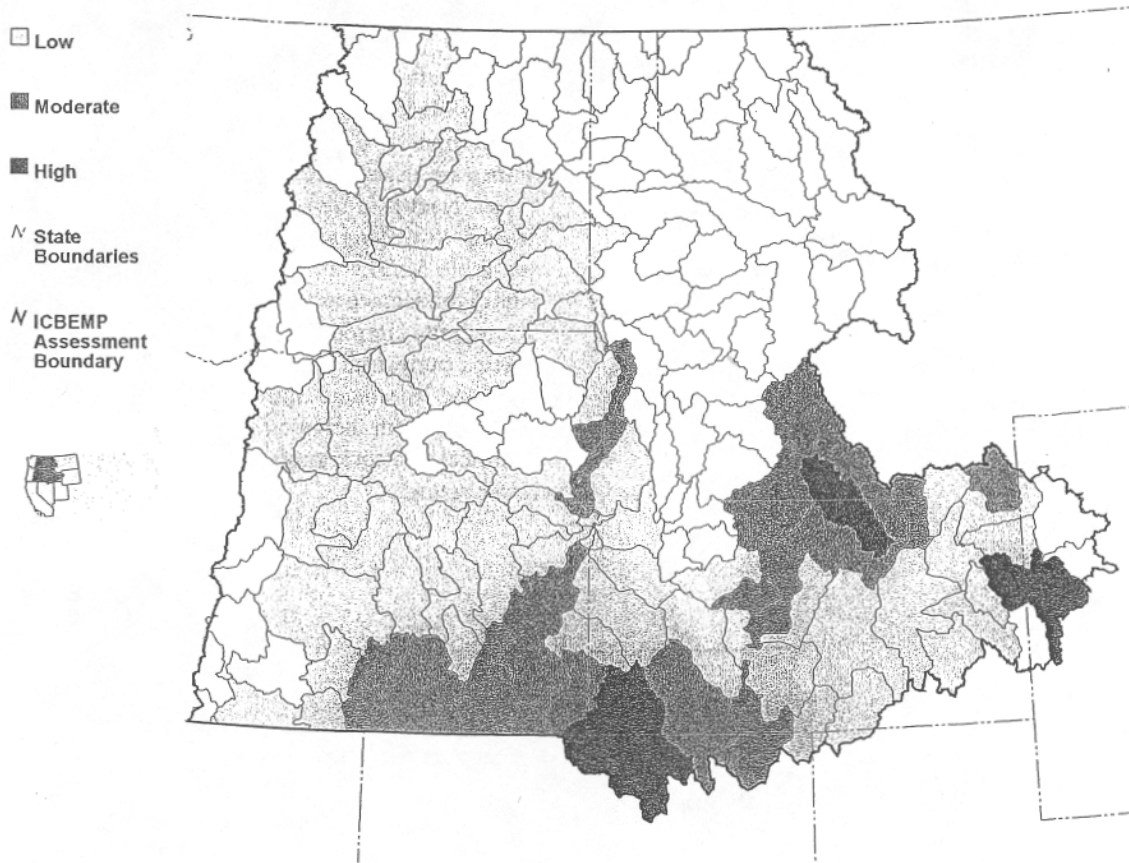 Low
Moderate
High
State
Boundaries
ICBEMP
Assessment
Boundary